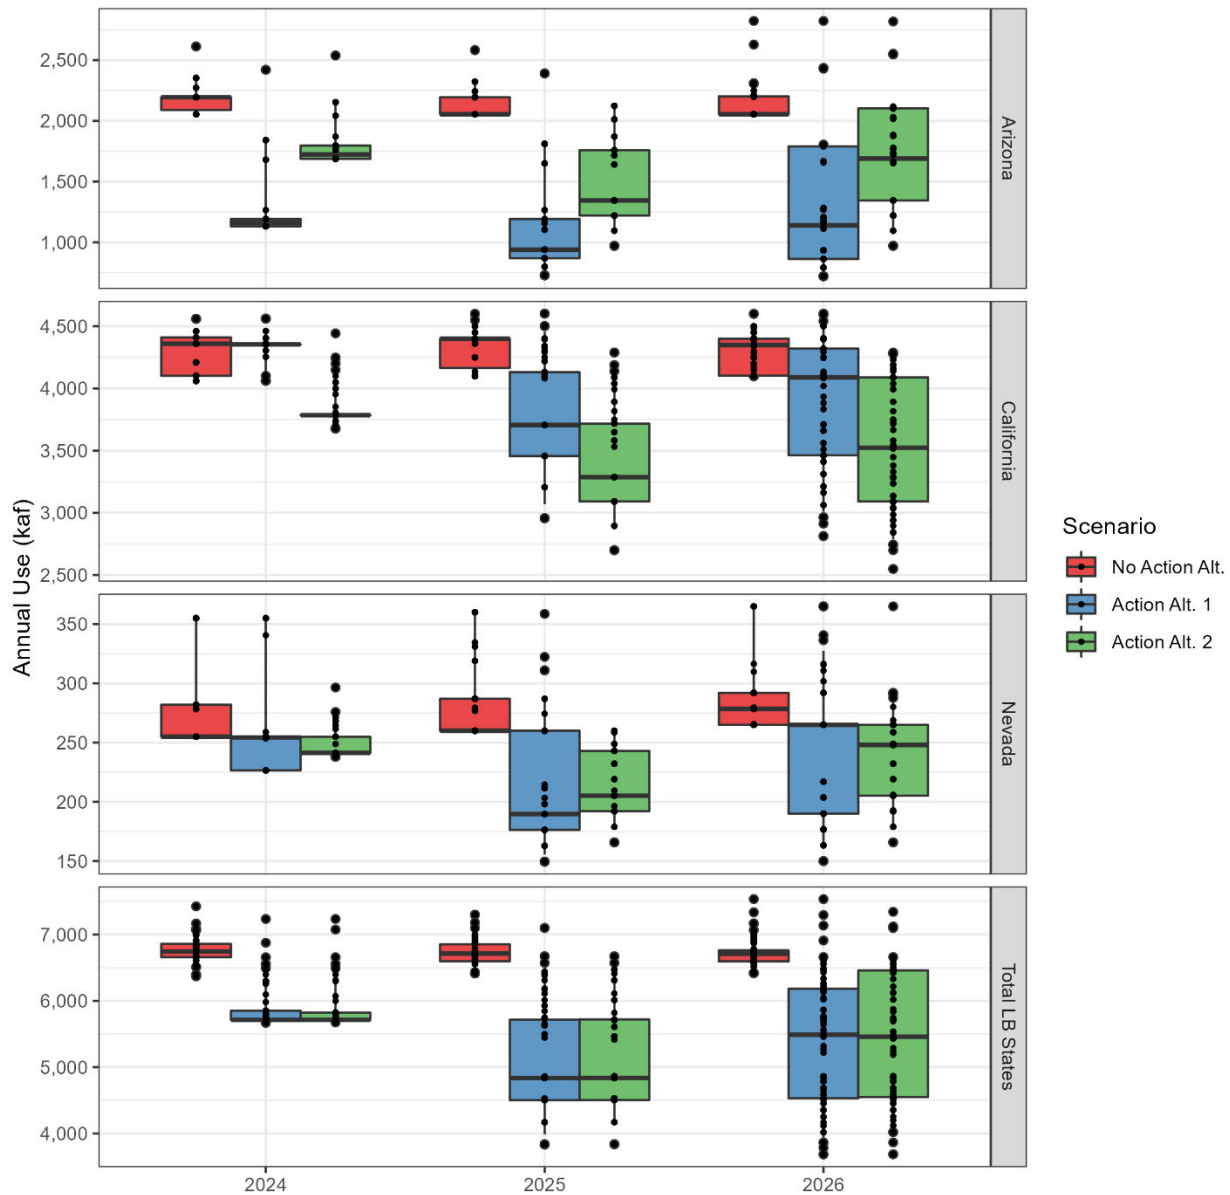 Annual Use (kaf)
2,500
2,000
1,500
1,000
Arizona
4,500
4,000
3,500
3,000
2,500
California
350
300
250
200
150
Nevada
7,000
6,000
5,000
4,000
Total LB States
2024
2025
2026
Scenario
No Action Alt.
Action Alt. 1
Action Alt. 2